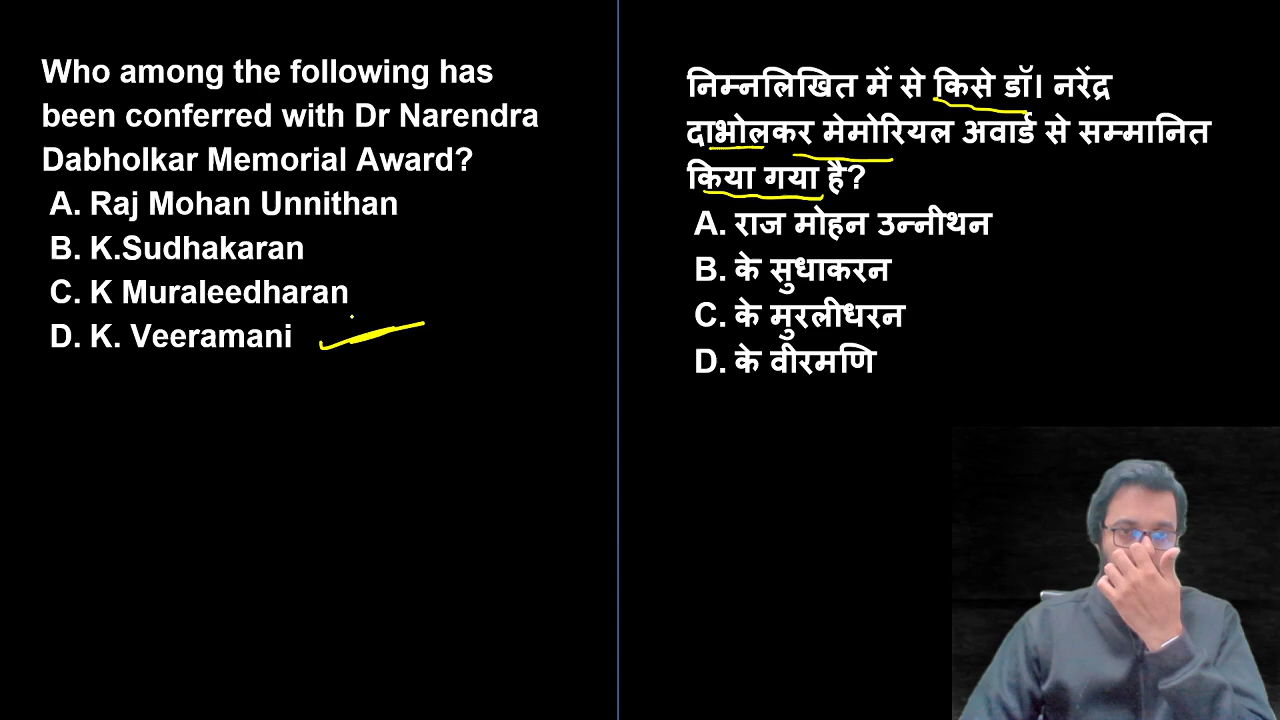 Who among the following has
been conferred with Dr Narendra
Dabholkar Memorial Award?
A. Raj Mohan Unnithan
B. K.Sudhakaran
C. K Muraleedharan
D. K. Veeramani
निम्नलिखित में से किसे डॉ। नरेंद्र
दाभोलकर मेमोरियल अवार्ड से सम्मानित
किया गया है?
A. राज मोहन उन्नीथन
B. के सुधाकरन
C. के मुरलीधरन
D. के वीरमणि